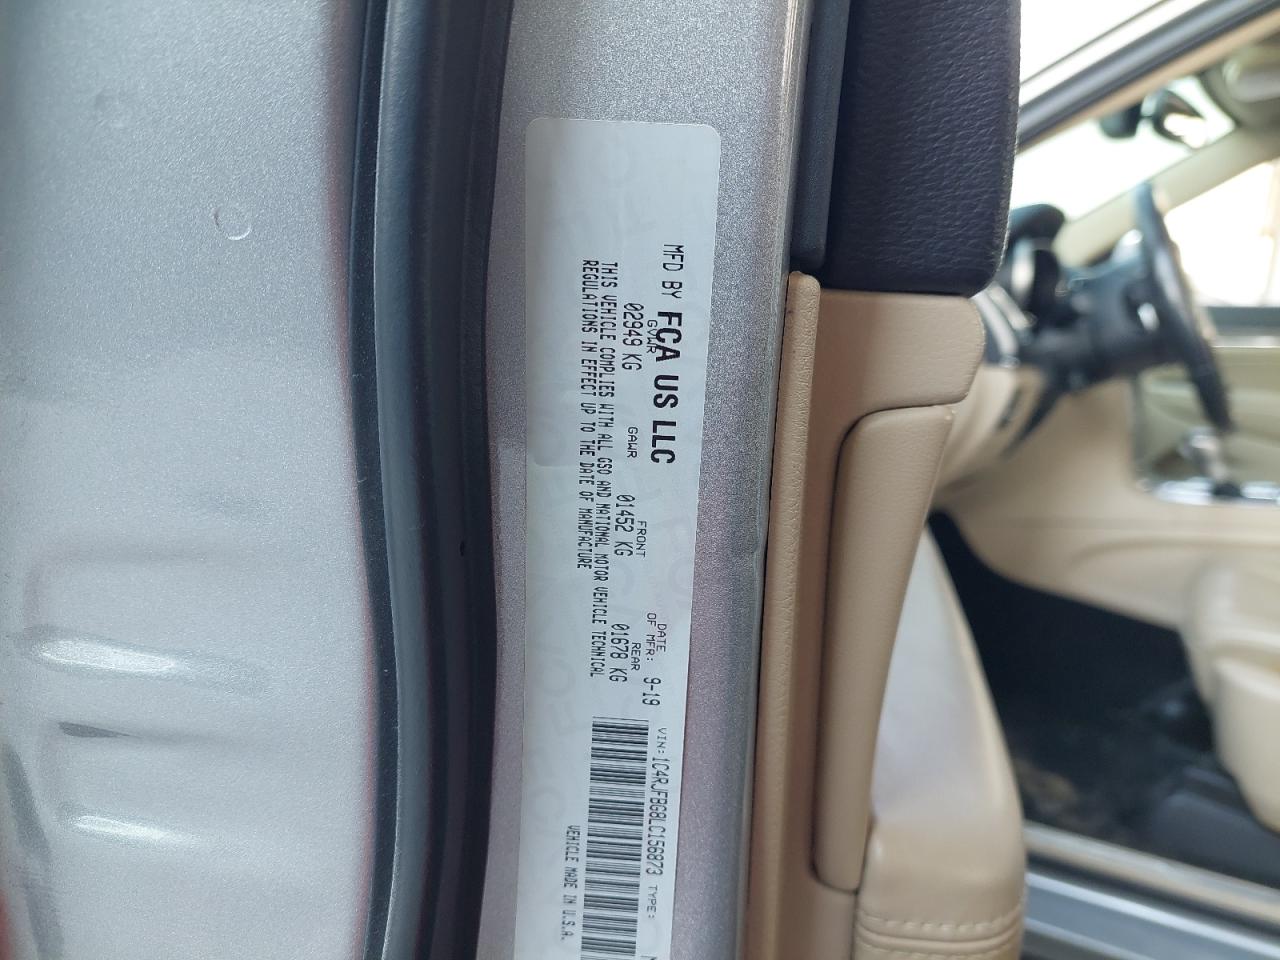 MFD BY FCA US LLC
DATE OF MFR: 9-19
VIN: 1C4RJFBG8LC156873 TYPE:
GVWR
02949 KG
GAWR
FRONT
01452 KG
REAR
01678 KG
THIS VEHICLE COMPLIES WITH ALL GSO AND NATIONAL MOTOR VEHICLE TECHNICAL
REGULATIONS IN EFFECT UP TO THE DATE OF MANUFACTURE
VEHICLE MADE IN U.S.A.